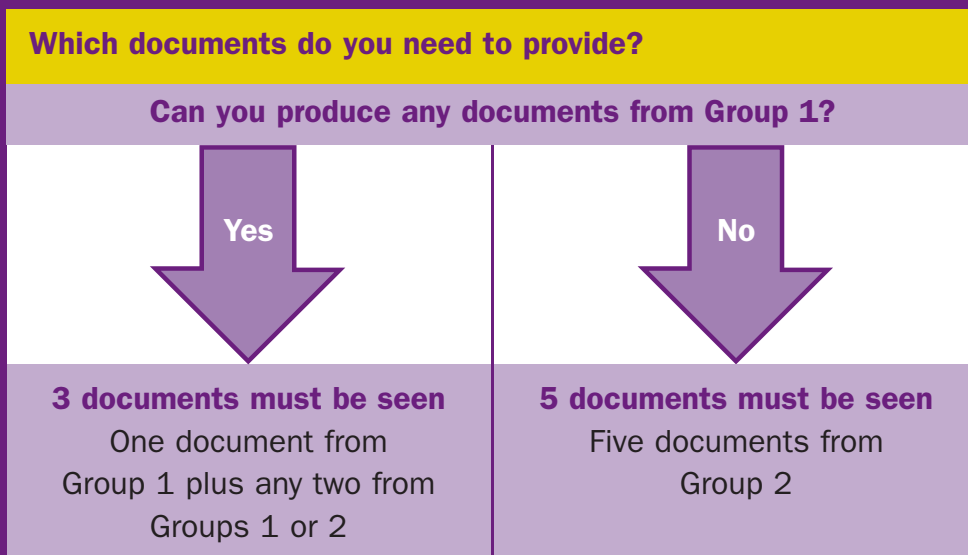 Which documents do you need to provide?
Can you produce any documents from Group 1?
Yes
No
3 documents must be seen
One document from
Group 1 plus any two from
Groups 1 or 2
5 documents must be seen
Five documents from
Group 2